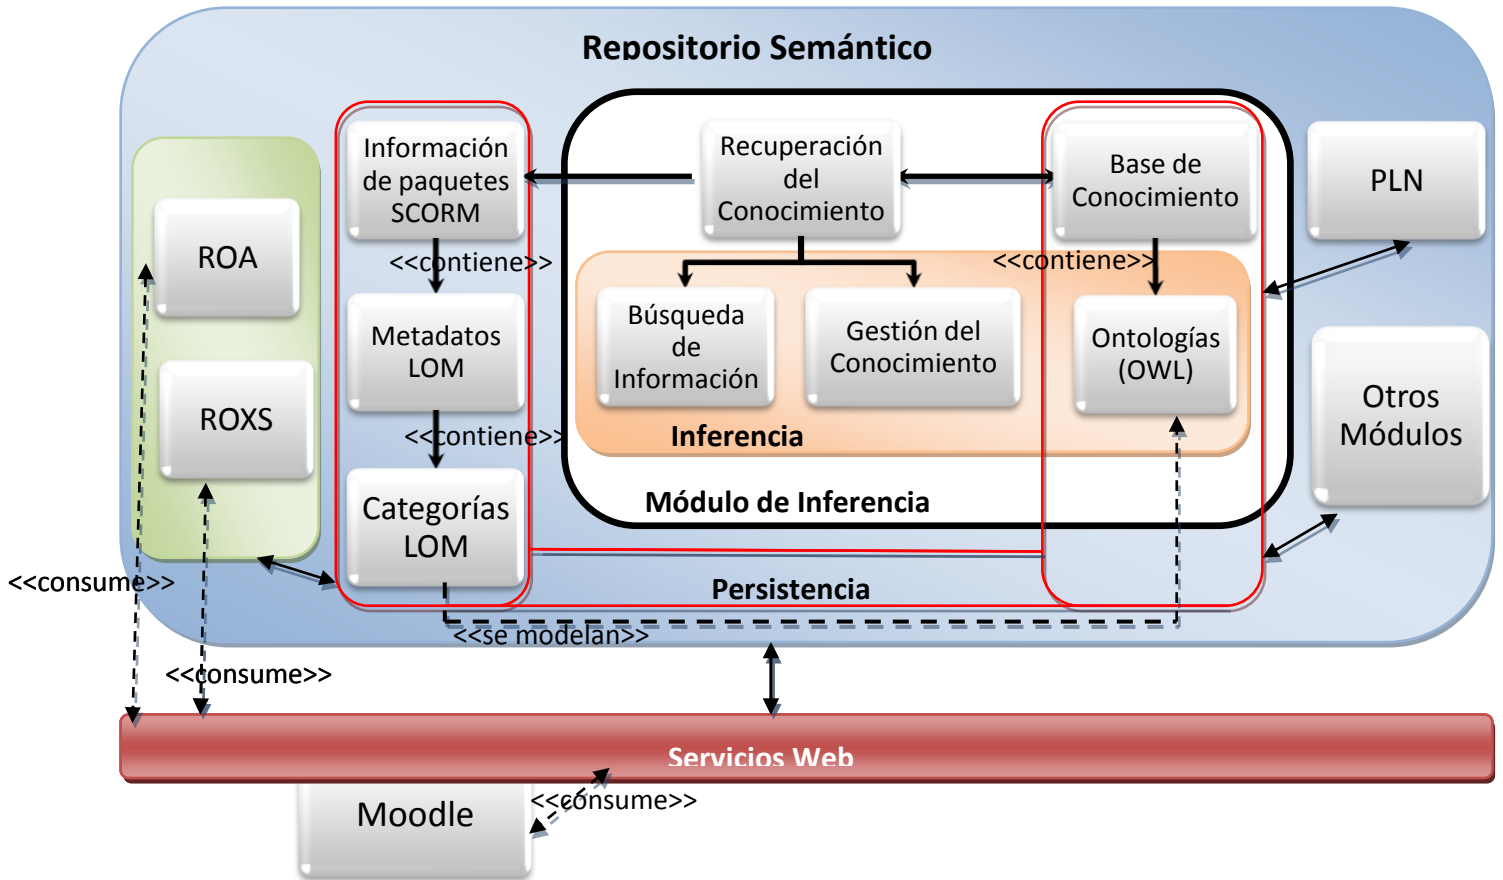 Repositorio Semántico
Información
de paquetes
SCORM
Recuperación
del
Conocimiento
Base de
Conocimiento
PLN
ROA
<<contiene>>
<<contiene>>
Metadatos
LOM
Búsqueda
de
Información
Gestión del
Conocimiento
Ontologías
(OWL)
Otros
Módulos
ROXS
<<contiene>>
Inferencia
Categorías
LOM
Módulo de Inferencia
<<consume>>
Persistencia
<<se modelan>>
<<consume>>
Servicios Web
<<consume>>
Moodle